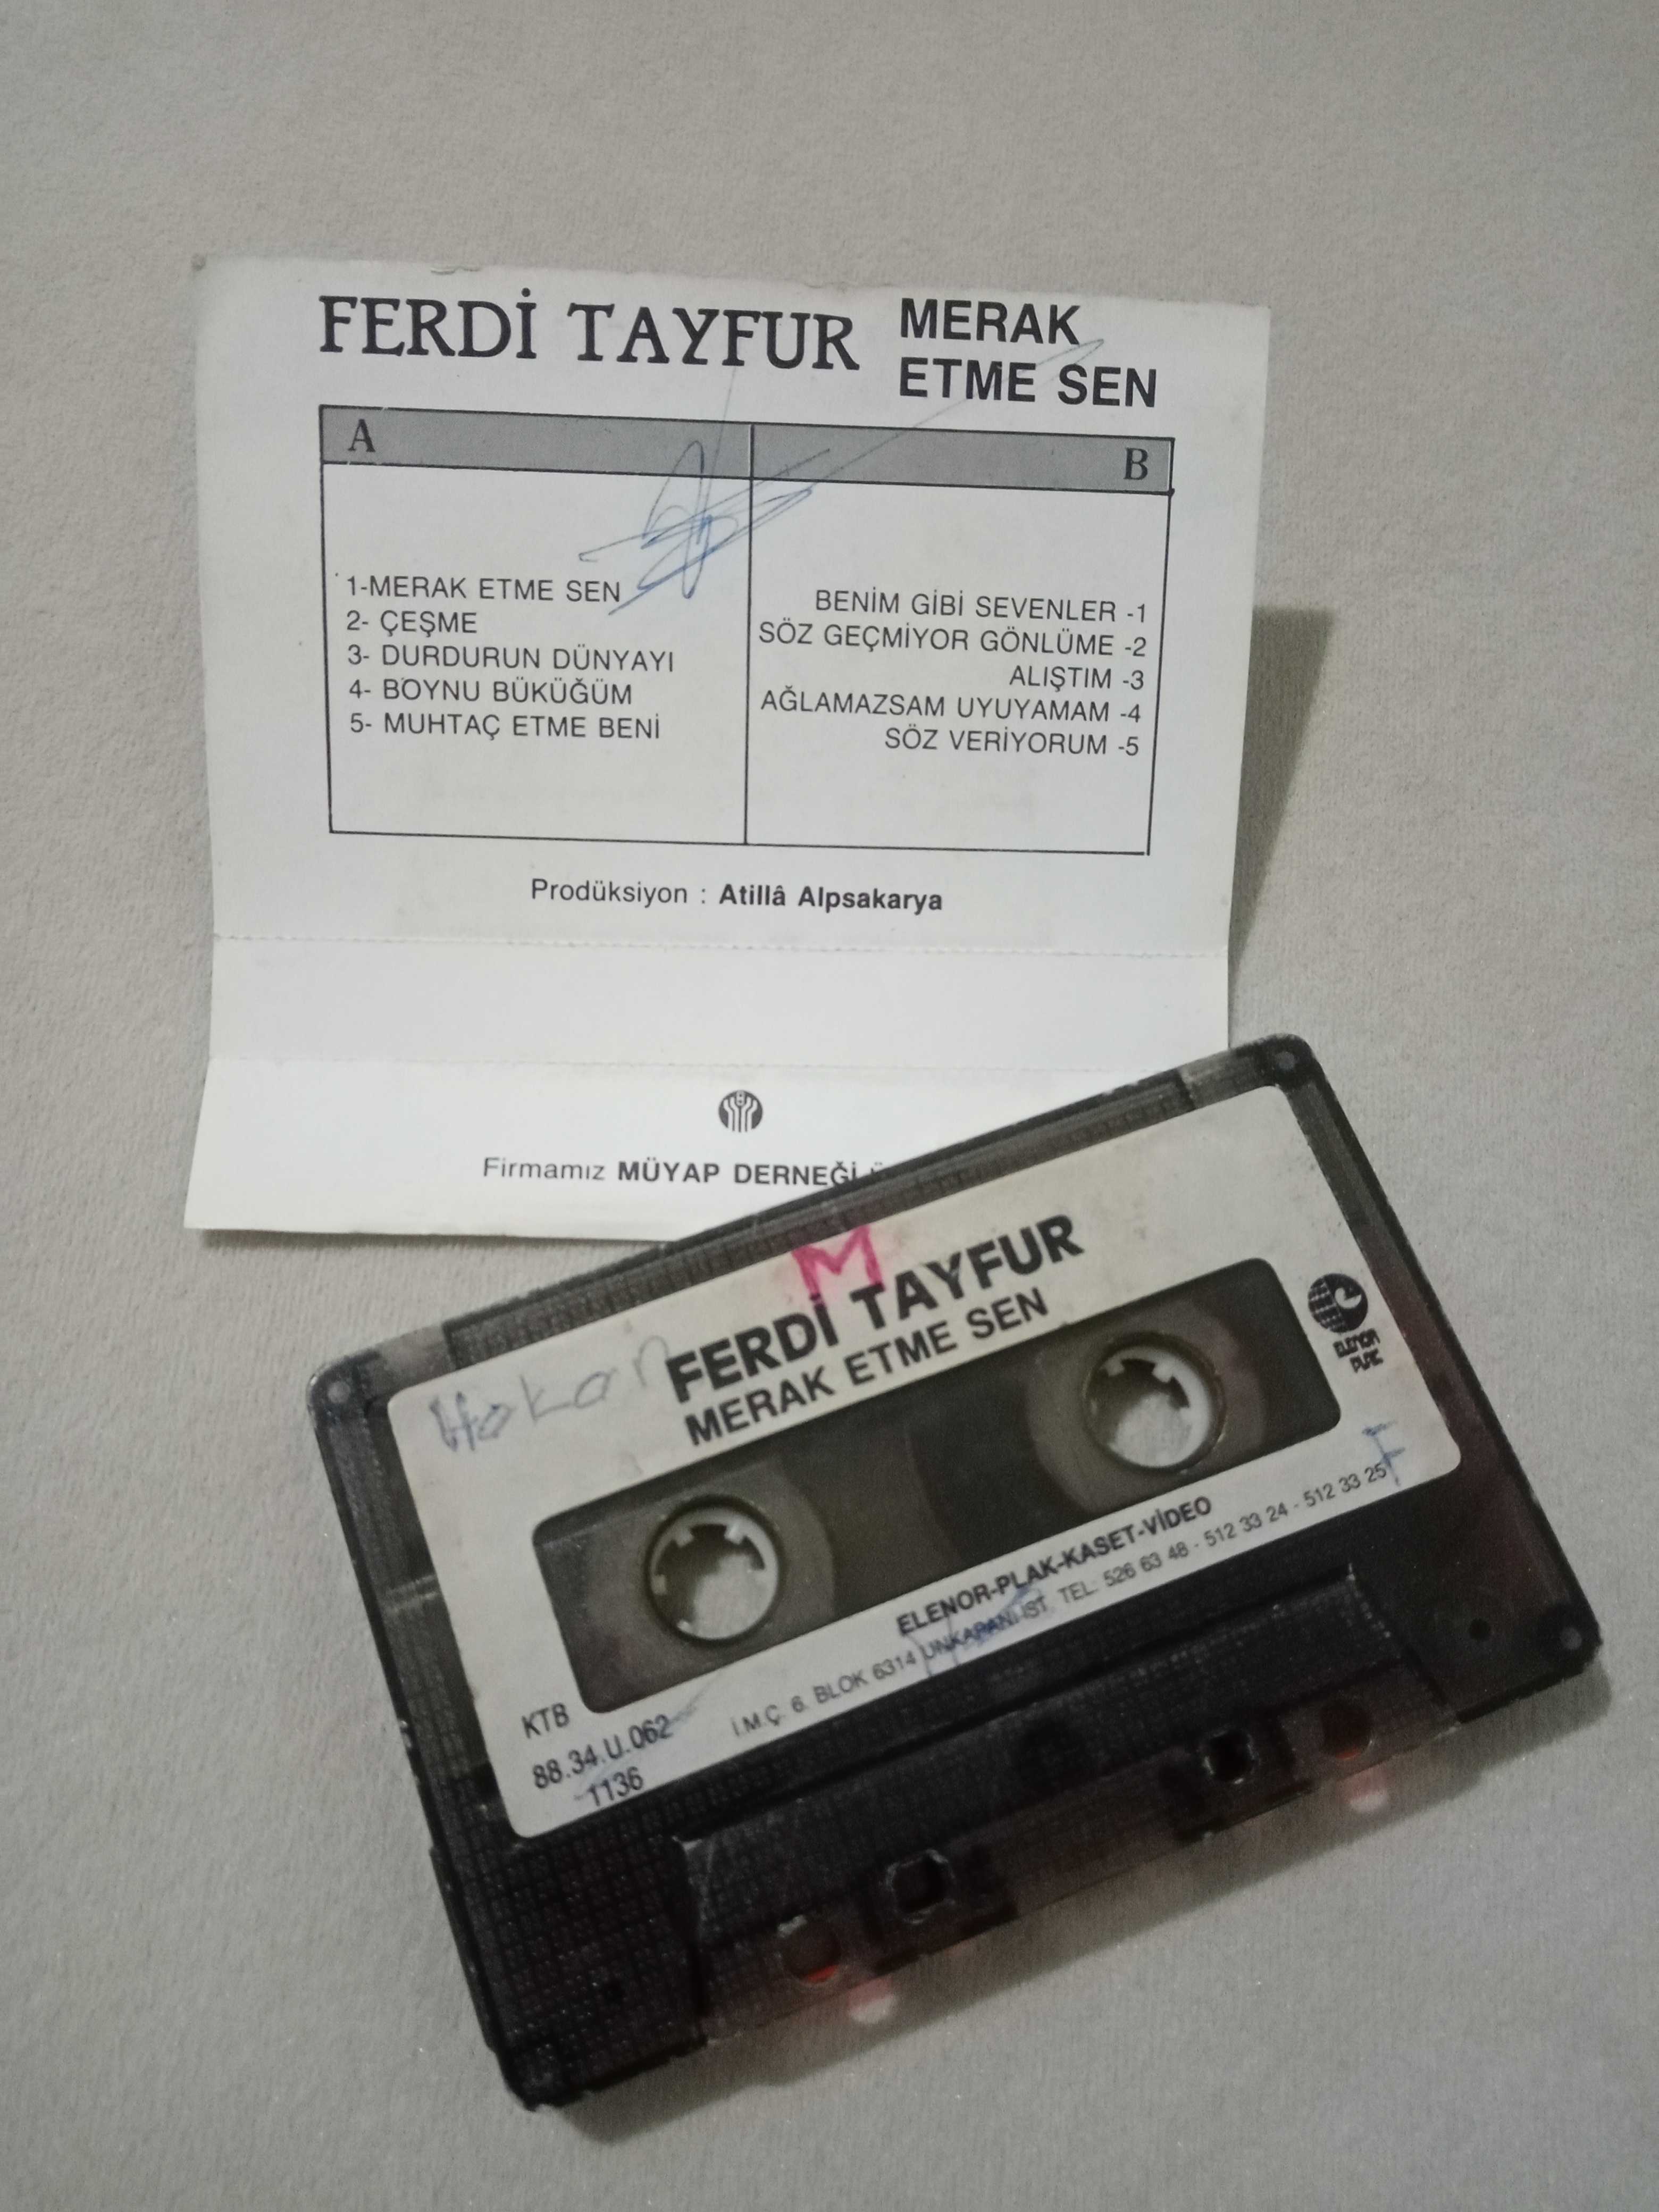 FERDİ TAYFUR
MERAK
ETME SEN
A
B
1-MERAK ETME SEN
2- ÇEŞME
3- DURDURUN DÜNYAYI
4- BOYNU BÜKÜĞÜM
5- MUHTAÇ ETME BENİ
BENİM GİBİ SEVENLER -1
SÖZ GEÇMİYOR GÖNLÜME -2
ALIŞTIM -3
AĞLAMAZSAM UYUYAMAM -4
SÖZ VERİYORUM -5
Prodüksiyon : Atillâ Alpsakarya
Firmamız MÜYAP DERNEĞİ
M
Hakan
FERDİ TAYFUR
MERAK ETME SEN
ELENOR
PLAK
ELENOR-PLAK-KASET-VİDEO
İ.M.Ç. 6. BLOK 6314 UNKAPANI-İST. TEL. 526 63 48 - 512 33 24 - 512 33 25
F
KTB
88.34.U.062
1136